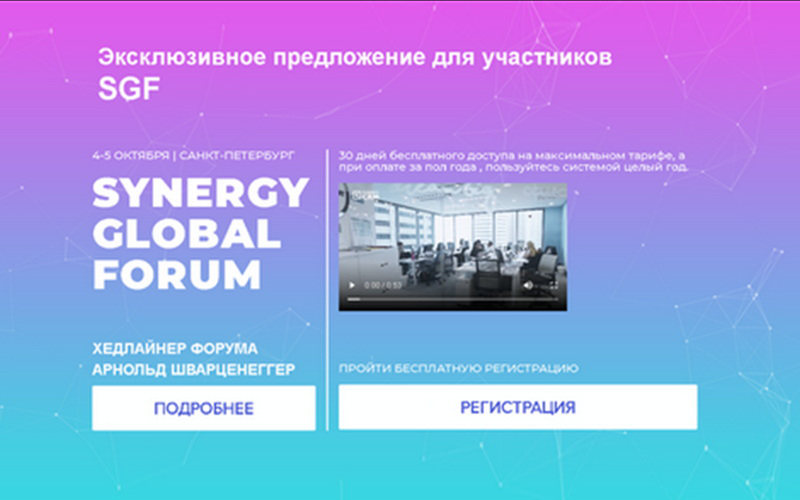 Эксклюзивное предложение для участников
SGF
4-5 ОКТЯБРЯ | САНКТ-ПЕТЕРБУРГ
SYNERGY
GLOBAL
FORUM
ХЕДЛАЙНЕР ФОРУМА
АРНОЛЬД ШВАРЦЕНЕГГЕР
ПОДРОБНЕЕ
30 дней бесплатного доступа на максимальном тарифе, а
при оплате за пол года , пользуйтесь системой целый год.
0:00 / 0:53
ПРОЙТИ БЕСПЛАТНУЮ РЕГИСТРАЦИЮ
РЕГИСТРАЦИЯ